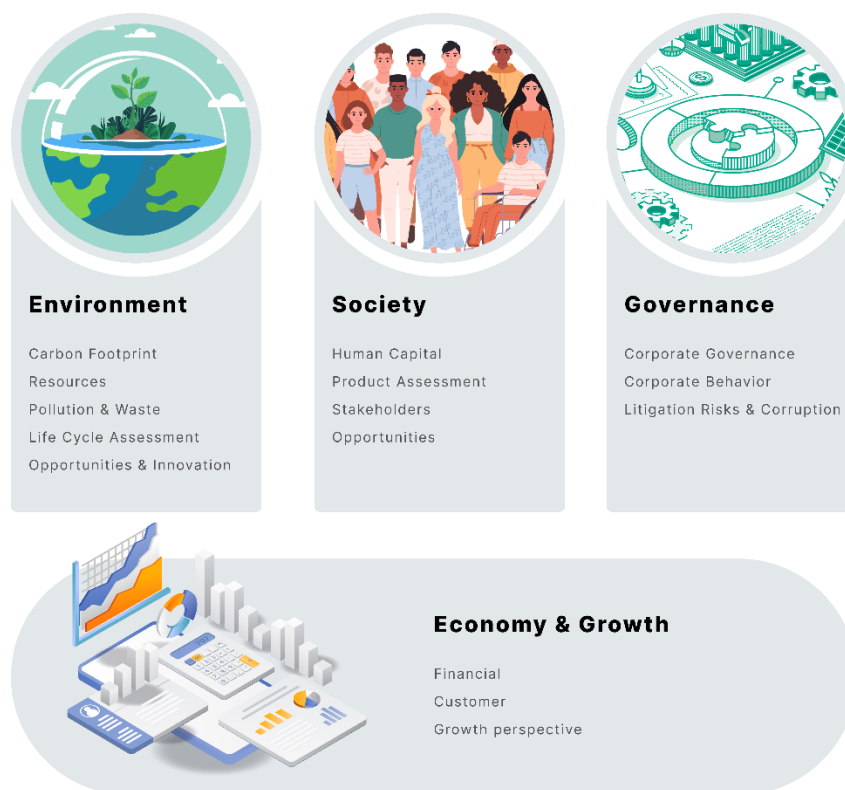 Environment
Carbon Footprint
Resources
Pollution & Waste
Life Cycle Assessment
Opportunities & Innovation
Society
Human Capital
Product Assessment
Stakeholders
Opportunities
Governance
Corporate Governance
Corporate Behavior
Litigation Risks & Corruption
Economy & Growth
Financial
Customer
Growth perspective